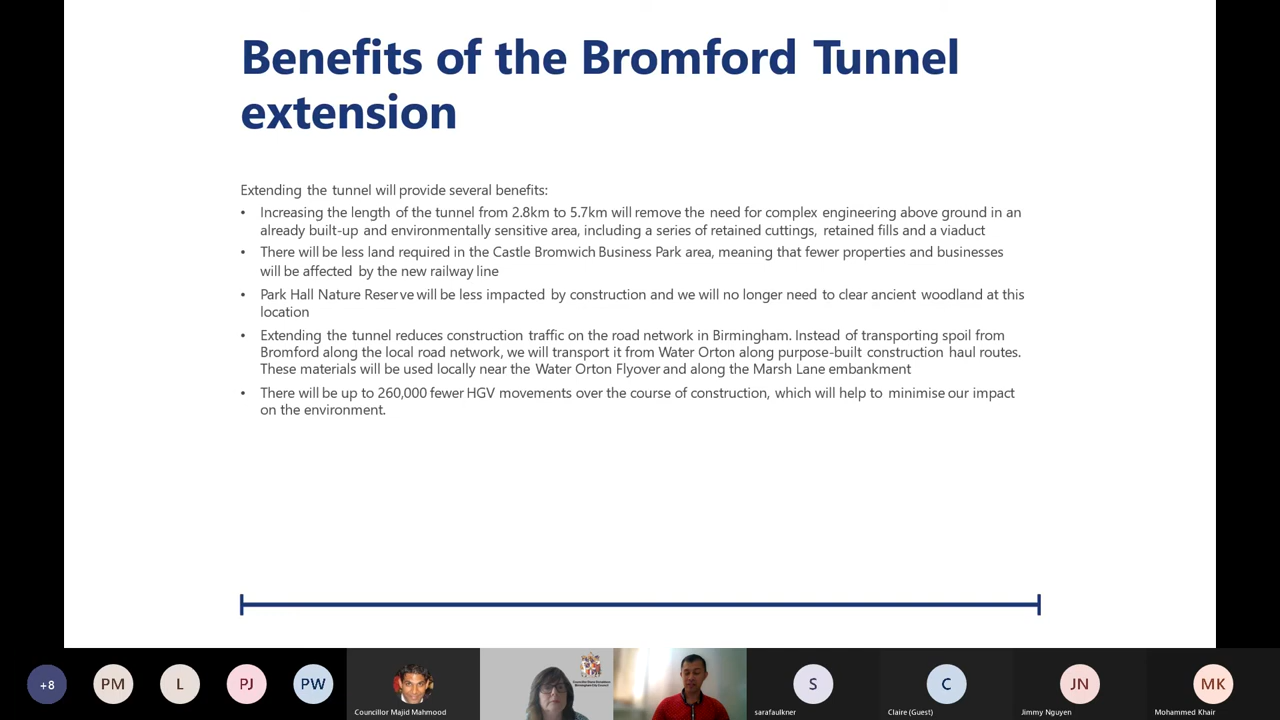 Benefits of the Bromford Tunnel
extension
Extending the tunnel will provide several benefits:
• Increasing the length of the tunnel from 2.8km to 5.7km will remove the need for complex engineering above ground in an
already built-up and environmentally sensitive area, including a series of retained cuttings, retained fills and a viaduct
• There will be less land required in the Castle Bromwich Business Park area, meaning that fewer properties and businesses
will be affected by the new railway line
• Park Hall Nature Reserve will be less impacted by construction and we will no longer need to clear ancient woodland at this
location
• Extending the tunnel reduces construction traffic on the road network in Birmingham. Instead of transporting spoil from
Bromford along the local road network, we will transport it from Water Orton along purpose-built construction haul routes.
These materials will be used locally near the Water Orton Flyover and along the Marsh Lane embankment
• There will be up to 260,000 fewer HGV movements over the course of construction, which will help to minimise our impact
on the environment.
+8
PM
L
PJ
PW
Councillor Majid Mahmood
S
sarafaulkner
C
Claire (Guest)
JN
Jimmy Nguyen
MK
Mohammed Khair